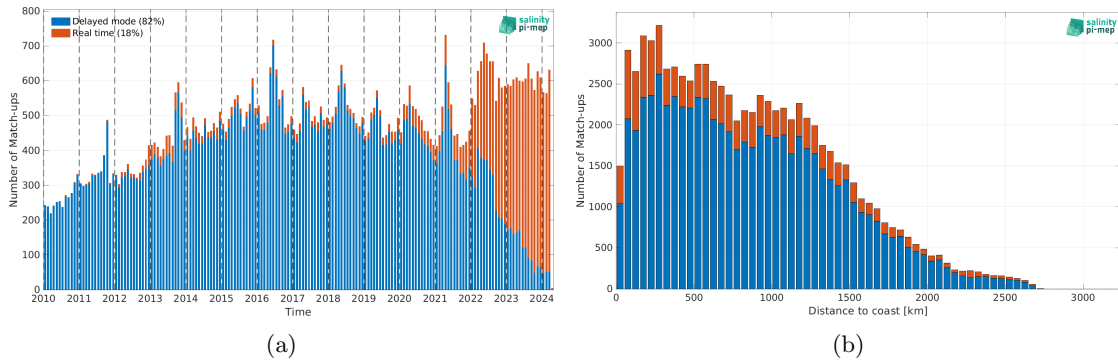 Delayed mode (82%)
Real time (18%)
salinity
pi-mep
Number of Match-ups
800
700
600
500
400
300
200
100
0
2010 2011 2012 2013 2014 2015 2016 2017 2018 2019 2020 2021 2022 2023 2024
Time
(a)
salinity
pi-mep
Number of Match-ups
3000
2500
2000
1500
1000
500
0
0 500 1000 1500 2000 2500 3000
Distance to coast [km]
(b)